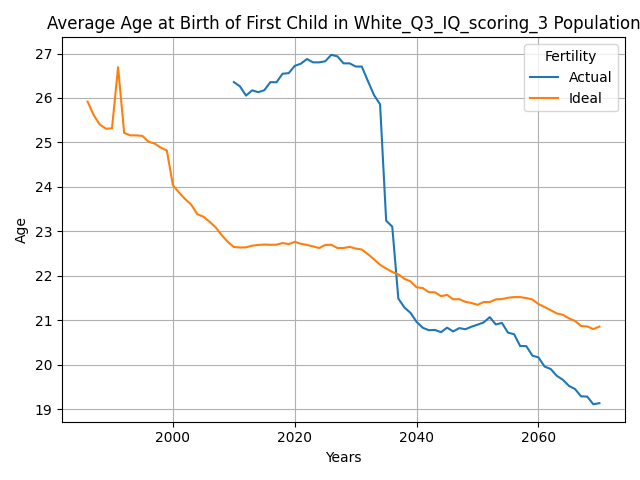 Average Age at Birth of First Child in White_Q3_IQ_scoring_3 Population
Fertility
Actual
Ideal
27
26
25
24
23
22
21
20
19
Age
2000
2020
2040
2060
Years